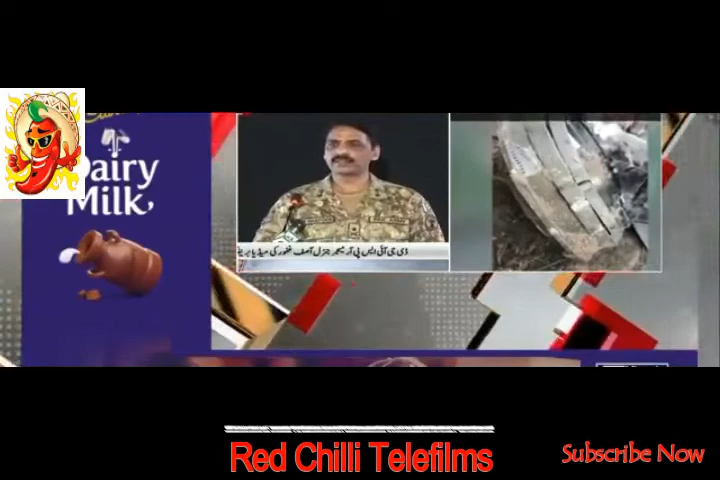 Dairy
Milk
ڈی جی آئی ایس پی آر میجر جنرل آصف غفور کی میڈیا بریفنگ
Red Chilli Telefilms
Subscribe Now